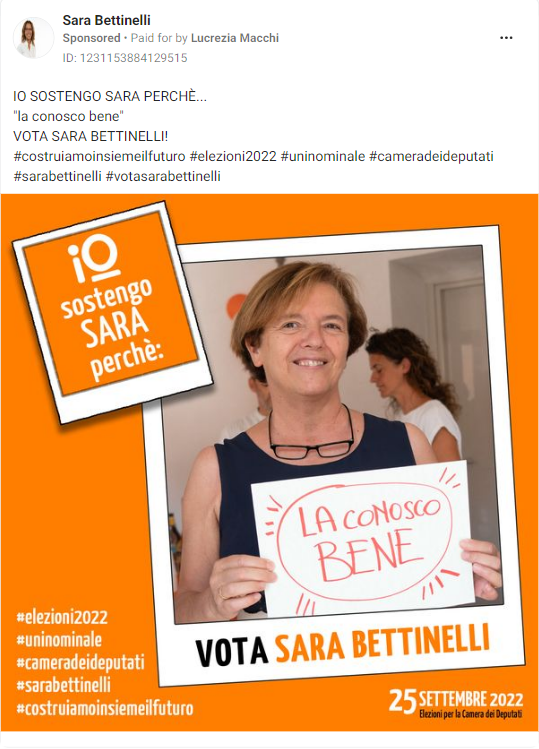 Sara Bettinelli
Sponsored • Paid for by Lucrezia Macchi
ID: 1231153884129515
IO SOSTENGO SARA PERCHÈ...
"la conosco bene"
VOTA SARA BETTINELLI!
#costruiamoinsiemeilfuturo #elezioni2022 #uninominale #cameradeideputati
#sarabettinelli #votasarabettinelli
iO
sostengo
SARA
perchè:
LA CONOSCO
BENE
VOTA SARA BETTINELLI
#elezioni2022
#uninominale
#cameradeideputati
#sarabettinelli
#costruiamoinsiemeilfuturo
25 SETTEMBRE 2022
Elezioni per la Camera dei Deputati